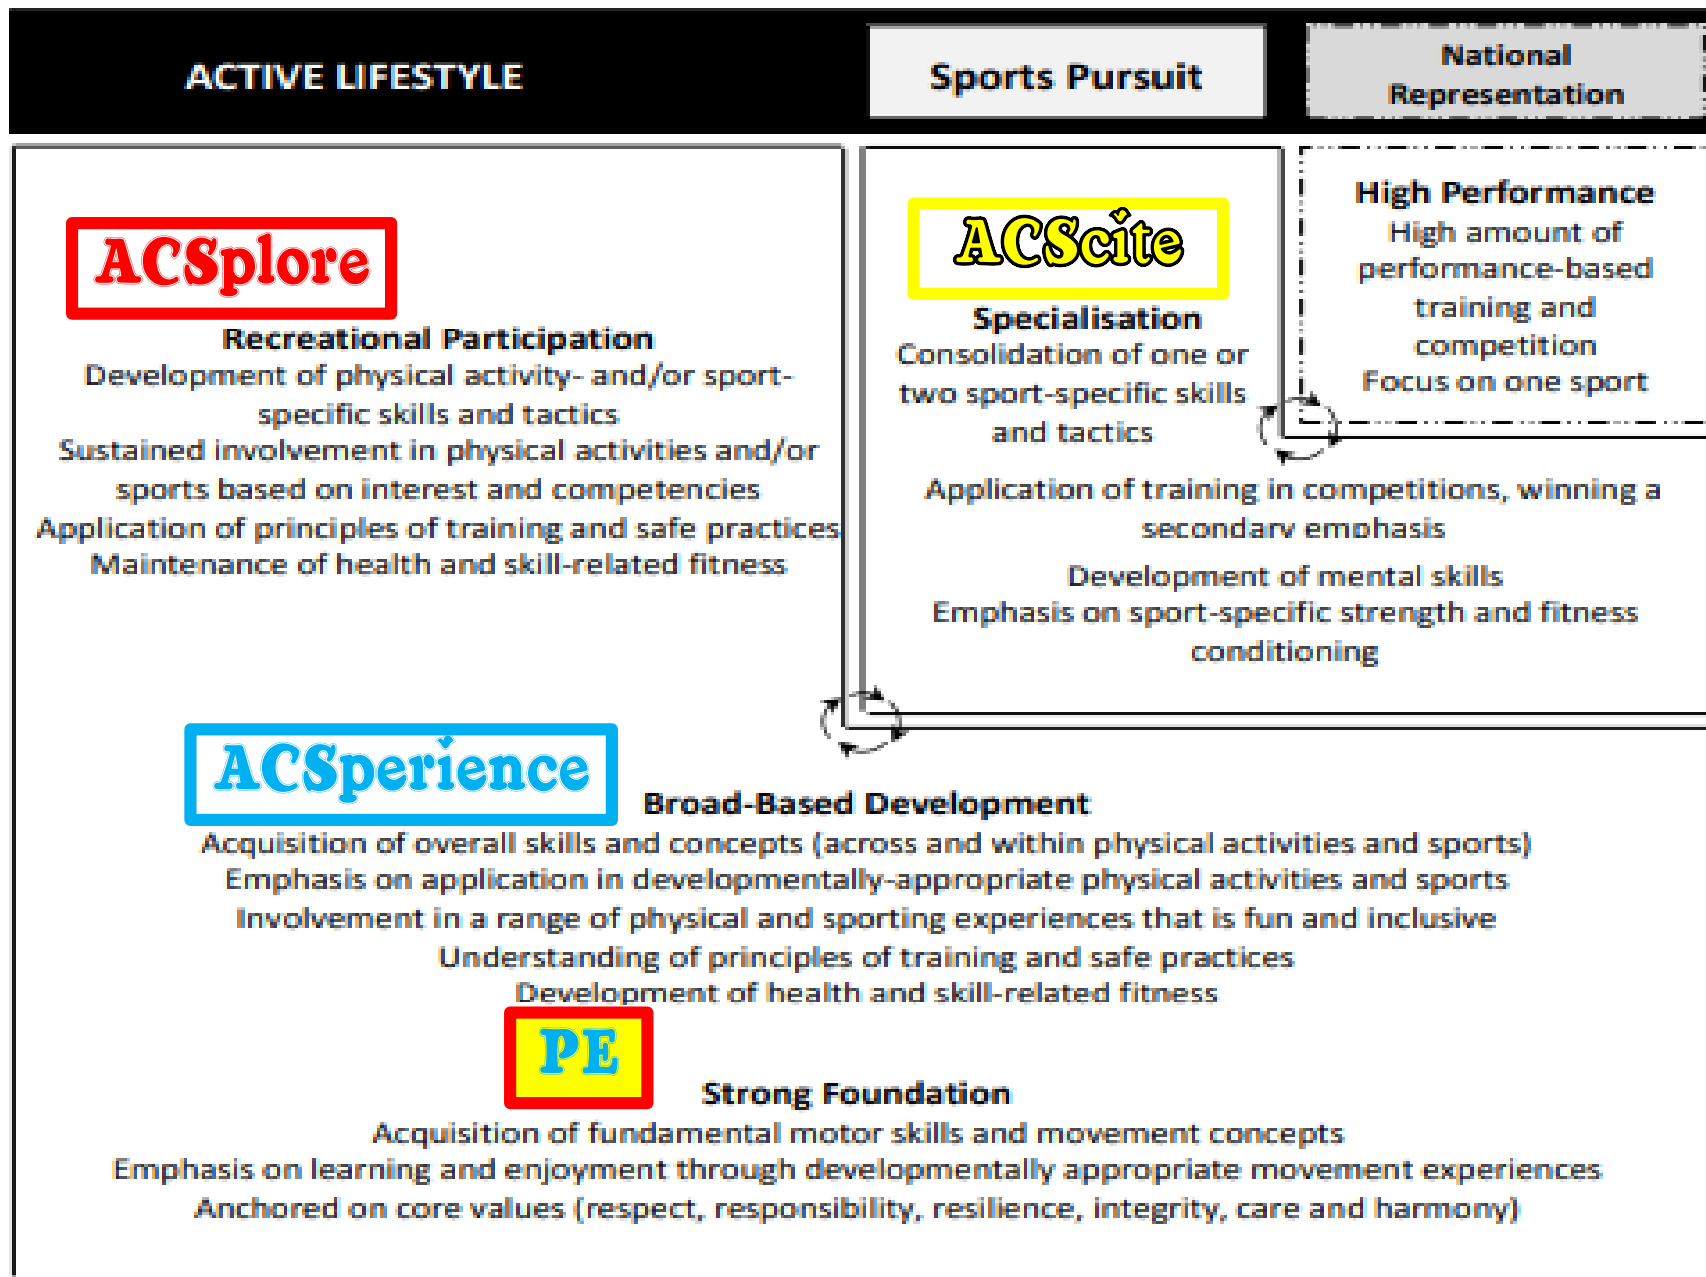 ACTIVE LIFESTYLE
Sports Pursuit
National
Representation
ACSplore
Recreational Participation
Development of physical activity- and/or sport-
specific skills and tactics
Sustained involvement in physical activities and/or
sports based on interest and competencies
Application of principles of training and safe practices
Maintenance of health and skill-related fitness
ACScite
Specialisation
Consolidation of one or
two sport-specific skills
and tactics
Application of training in competitions, winning a
secondary emphasis
Development of mental skills
Emphasis on sport-specific strength and fitness
conditioning
High Performance
High amount of
performance-based
training and
competition
Focus on one sport
ACSperience
Broad-Based Development
Acquisition of overall skills and concepts (across and within physical activities and sports)
Emphasis on application in developmentally-appropriate physical activities and sports
Involvement in a range of physical and sporting experiences that is fun and inclusive
Understanding of principles of training and safe practices
Development of health and skill-related fitness
PE
Strong Foundation
Acquisition of fundamental motor skills and movement concepts
Emphasis on learning and enjoyment through developmentally appropriate movement experiences
Anchored on core values (respect, responsibility, resilience, integrity, care and harmony)